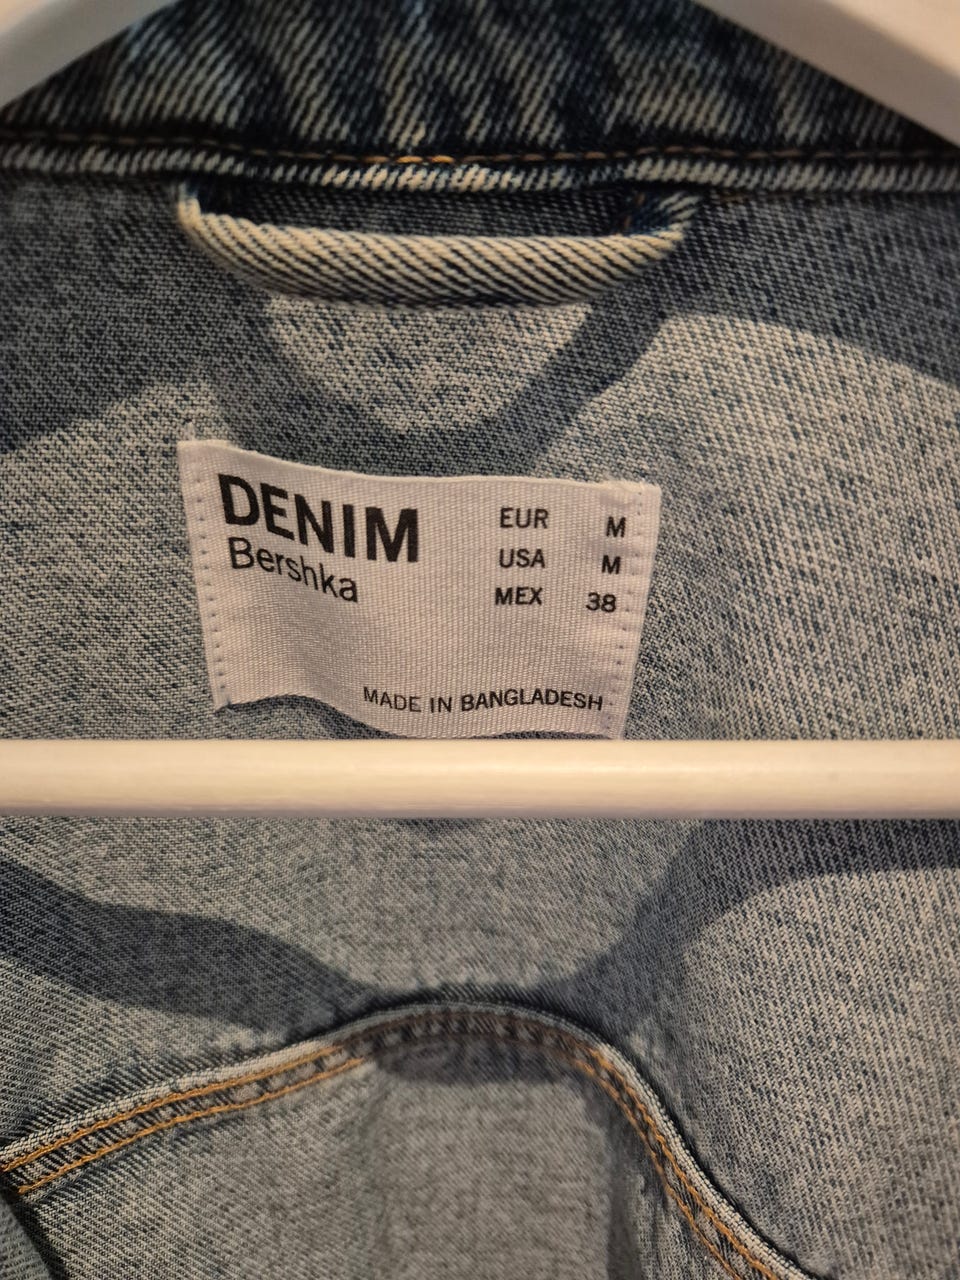 DENIM
Bershka
EUR M
USA M
MEX 38
MADE IN BANGLADESH